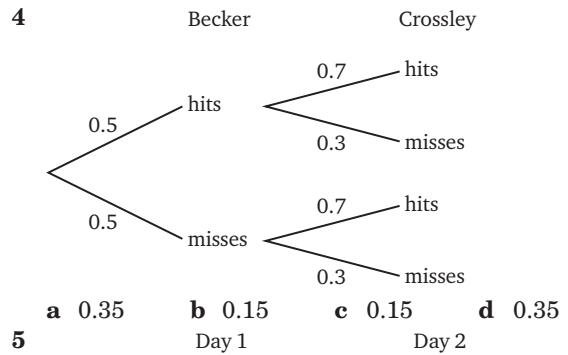 4 Becker Crossley
0.7 hits
0.5 hits
0.3 misses
0.5 misses
0.7 hits
0.3 misses
a 0.35 b 0.15 c 0.15 d 0.35
5 Day 1 Day 2